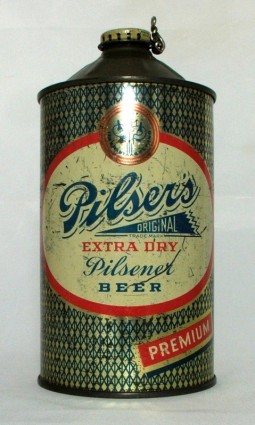 Pilser's
ORIGINAL
TRADE MARK
EXTRA DRY
Pilsener
BEER
PREMIUM